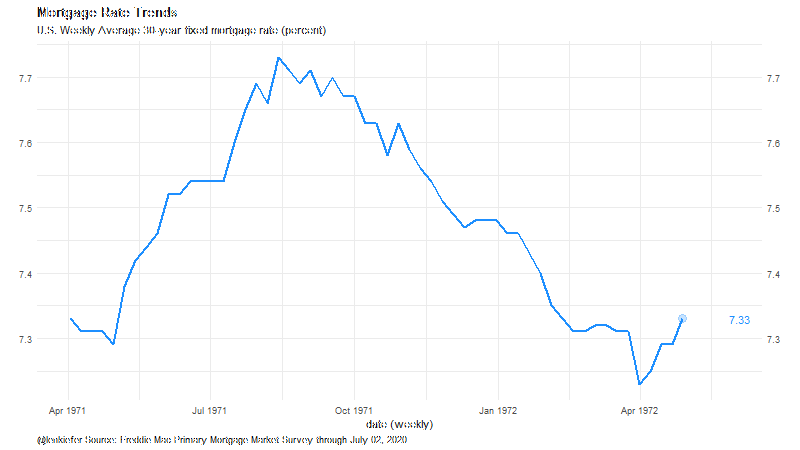 Mortgage Rate Trends
U.S. Weekly Average 30-year fixed mortgage rate (percent)
7.7 7.7
7.6 7.6
7.5 7.5
7.4 7.4
7.3 7.33 7.3
Apr 1971 Jul 1971 Oct 1971 Jan 1972 Apr 1972
date (weekly)
@lenkiefer Source: Freddie Mac Primary Mortgage Market Survey through July 02, 2020